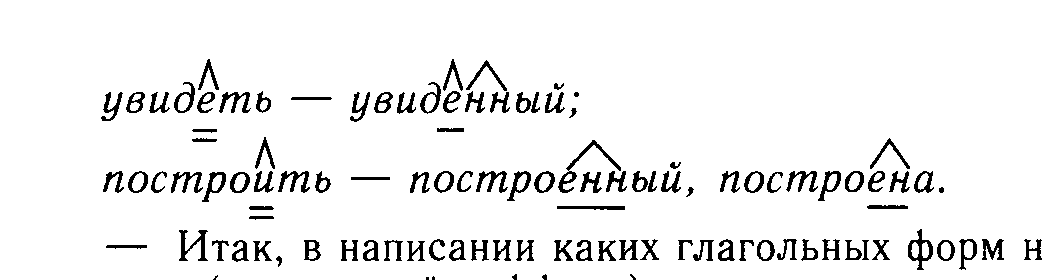 увидеть — увиденный;
построить — построенный, построена.
— Итак, в написании каких глагольных форм н